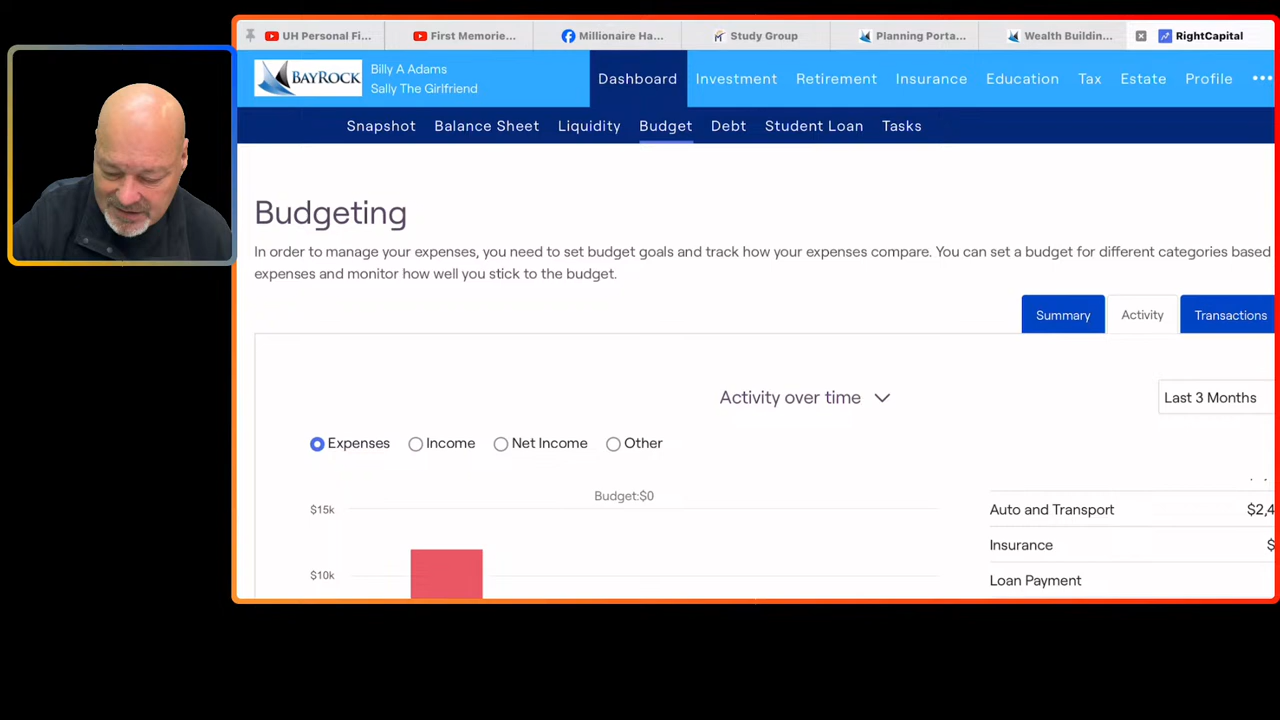 UH Personal Fi...
First Memorie...
Millionaire Ha...
Study Group
Planning Porta...
Wealth Buildin...
RightCapital
BAYROCK
Billy A Adams
Sally The Girlfriend
Dashboard
Investment
Retirement
Insurance
Education
Tax
Estate
Profile
Snapshot
Balance Sheet
Liquidity
Budget
Debt
Student Loan
Tasks
Budgeting
In order to manage your expenses, you need to set budget goals and track how your expenses compare. You can set a budget for different categories based
expenses and monitor how well you stick to the budget.
Summary
Activity
Transactions
Activity over time
Last 3 Months
Expenses
Income
Net Income
Other
Budget:$0
$15k
$10k
Auto and Transport $2,4
Insurance $
Loan Payment